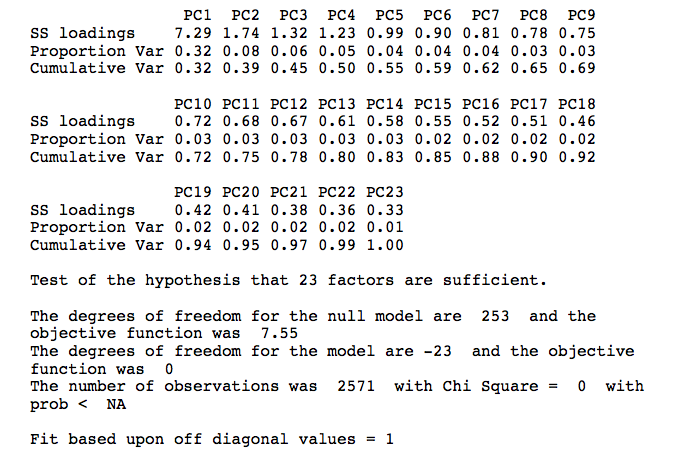 PC1 PC2 PC3 PC4 PC5 PC6 PC7 PC8 PC9
SS loadings 7.29 1.74 1.32 1.23 0.99 0.90 0.81 0.78 0.75
Proportion Var 0.32 0.08 0.06 0.05 0.04 0.04 0.04 0.03 0.03
Cumulative Var 0.32 0.39 0.45 0.50 0.55 0.59 0.62 0.65 0.69
PC10 PC11 PC12 PC13 PC14 PC15 PC16 PC17 PC18
SS loadings 0.72 0.68 0.67 0.61 0.58 0.55 0.52 0.51 0.46
Proportion Var 0.03 0.03 0.03 0.03 0.03 0.02 0.02 0.02 0.02
Cumulative Var 0.72 0.75 0.78 0.80 0.83 0.85 0.88 0.90 0.92
PC19 PC20 PC21 PC22 PC23
SS loadings 0.42 0.41 0.38 0.36 0.33
Proportion Var 0.02 0.02 0.02 0.02 0.01
Cumulative Var 0.94 0.95 0.97 0.99 1.00
Test of the hypothesis that 23 factors are sufficient.
The degrees of freedom for the null model are 253 and the
objective function was 7.55
The degrees of freedom for the model are -23 and the objective
function was 0
The number of observations was 2571 with Chi Square = 0 with
prob < NA
Fit based upon off diagonal values = 1